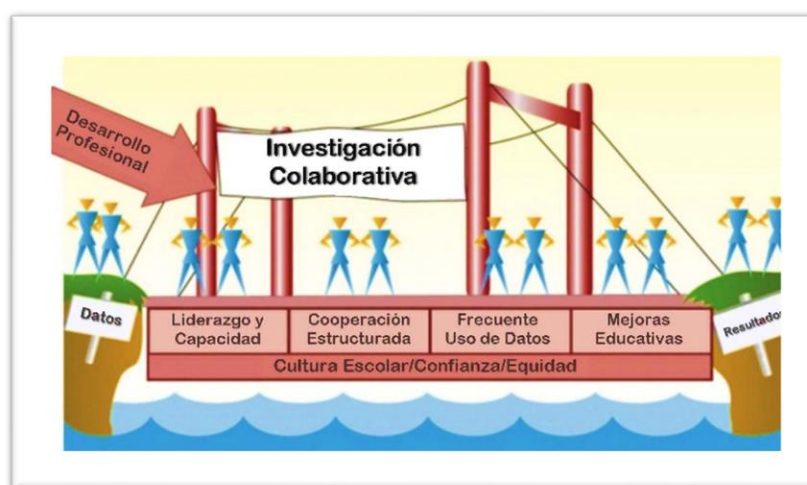 Desarrollo
Profesional
Investigación
Colaborativa
Datos
Liderazgo y
Capacidad
Cooperación
Estructurada
Frecuente
Uso de Datos
Mejoras
Educativas
Resultados
Cultura Escolar/Confianza/Equidad